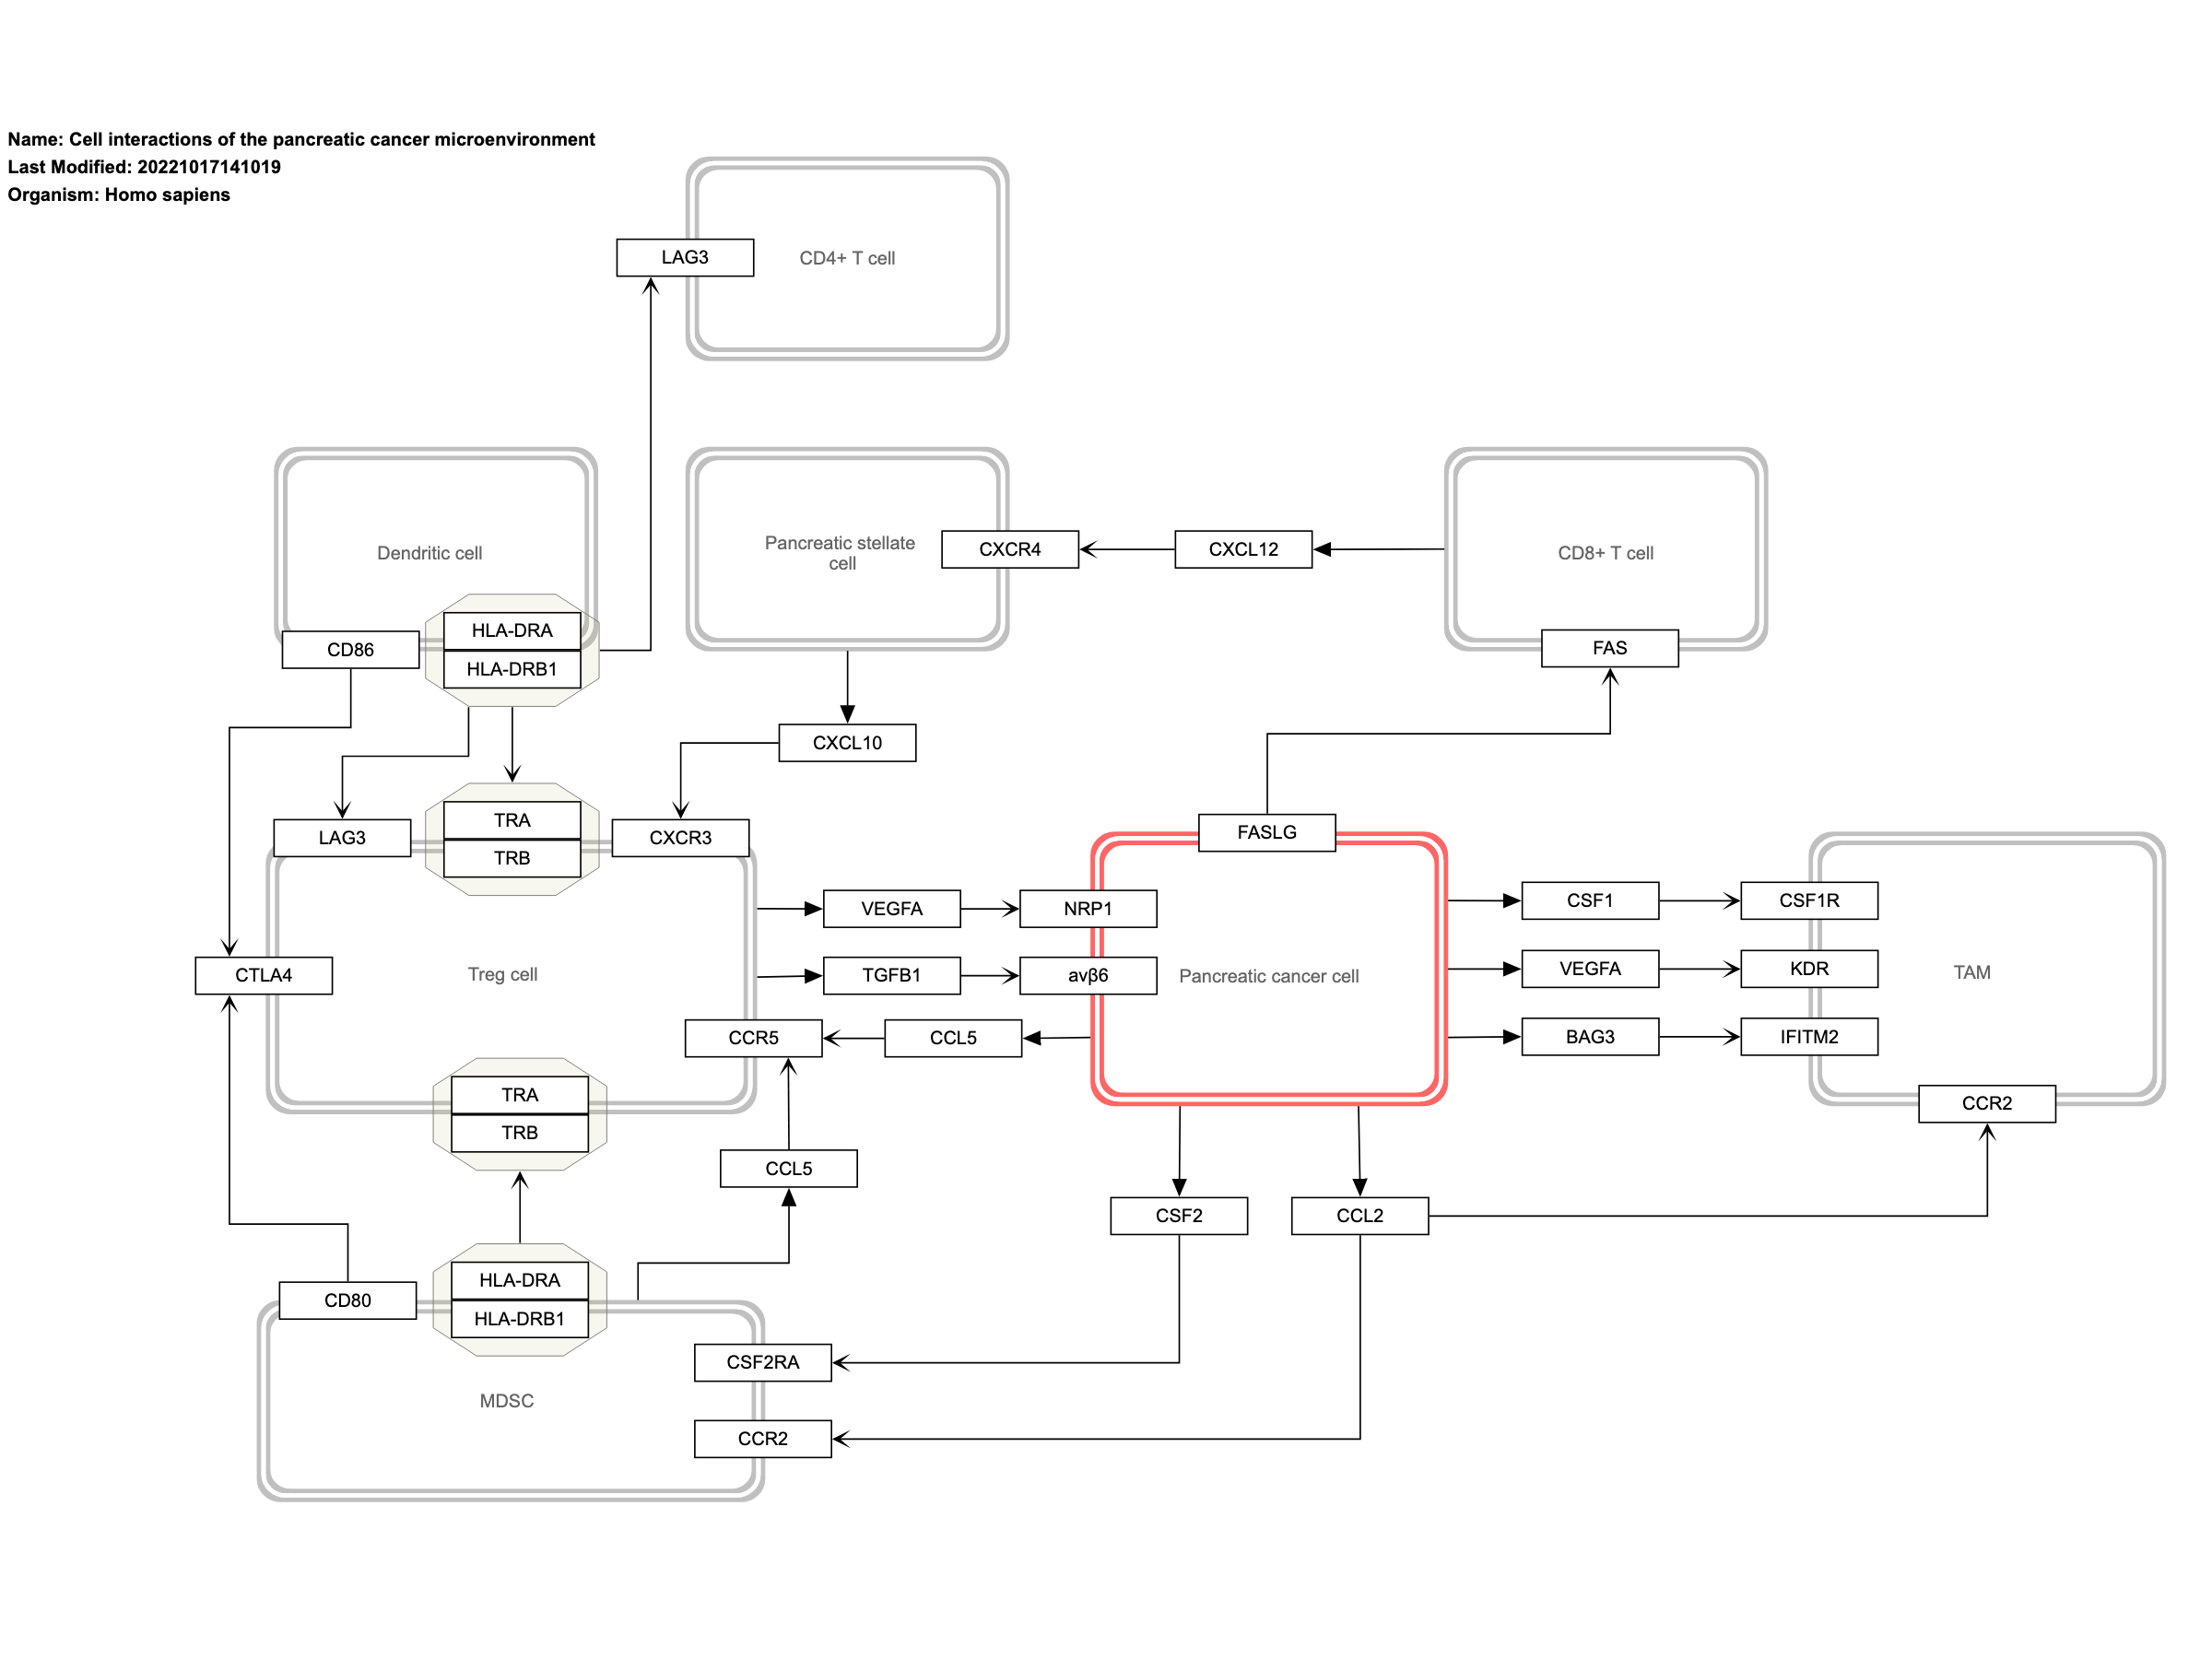 Name: Cell interactions of the pancreatic cancer microenvironment
Last Modified: 20221017141019
Organism: Homo sapiens
LAG3
CD4+ T cell
Dendritic cell
Pancreatic stellate
cell
CXCR4
CXCL12
CD8+ T cell
CD86
HLA-DRA
HLA-DRB1
FAS
CXCL10
LAG3
TRA
TRB
CXCR3
FASLG
VEGFA
NRP1
CSF1
CSF1R
CTLA4
Treg cell
TGFB1
avβ6
Pancreatic cancer cell
VEGFA
KDR
TAM
CCR5
CCL5
BAG3
IFITM2
TRA
TRB
CCR2
CCL5
CSF2
CCL2
CD80
HLA-DRA
HLA-DRB1
CSF2RA
MDSC
CCR2